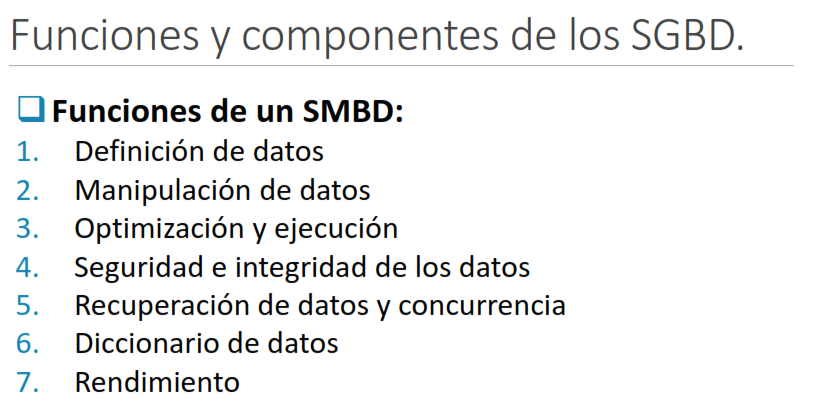 Funciones y componentes de los SGBD.
Funciones de un SMBD:
1. Definición de datos
2. Manipulación de datos
3. Optimización y ejecución
4. Seguridad e integridad de los datos
5. Recuperación de datos y concurrencia
6. Diccionario de datos
7. Rendimiento